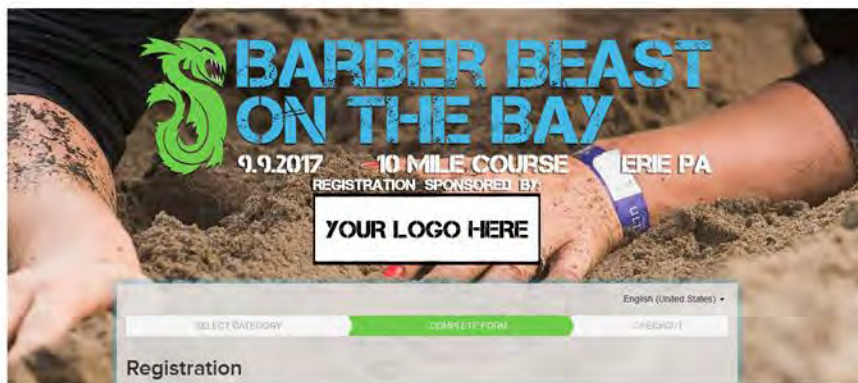 BARBER BEAST
ON THE BAY
9.9.2017 10 MILE COURSE ERIE PA
REGISTRATION SPONSORED BY:
YOUR LOGO HERE
English (United States)
SELECT CATEGORY COMPLETE FORM CHECKOUT
Registration